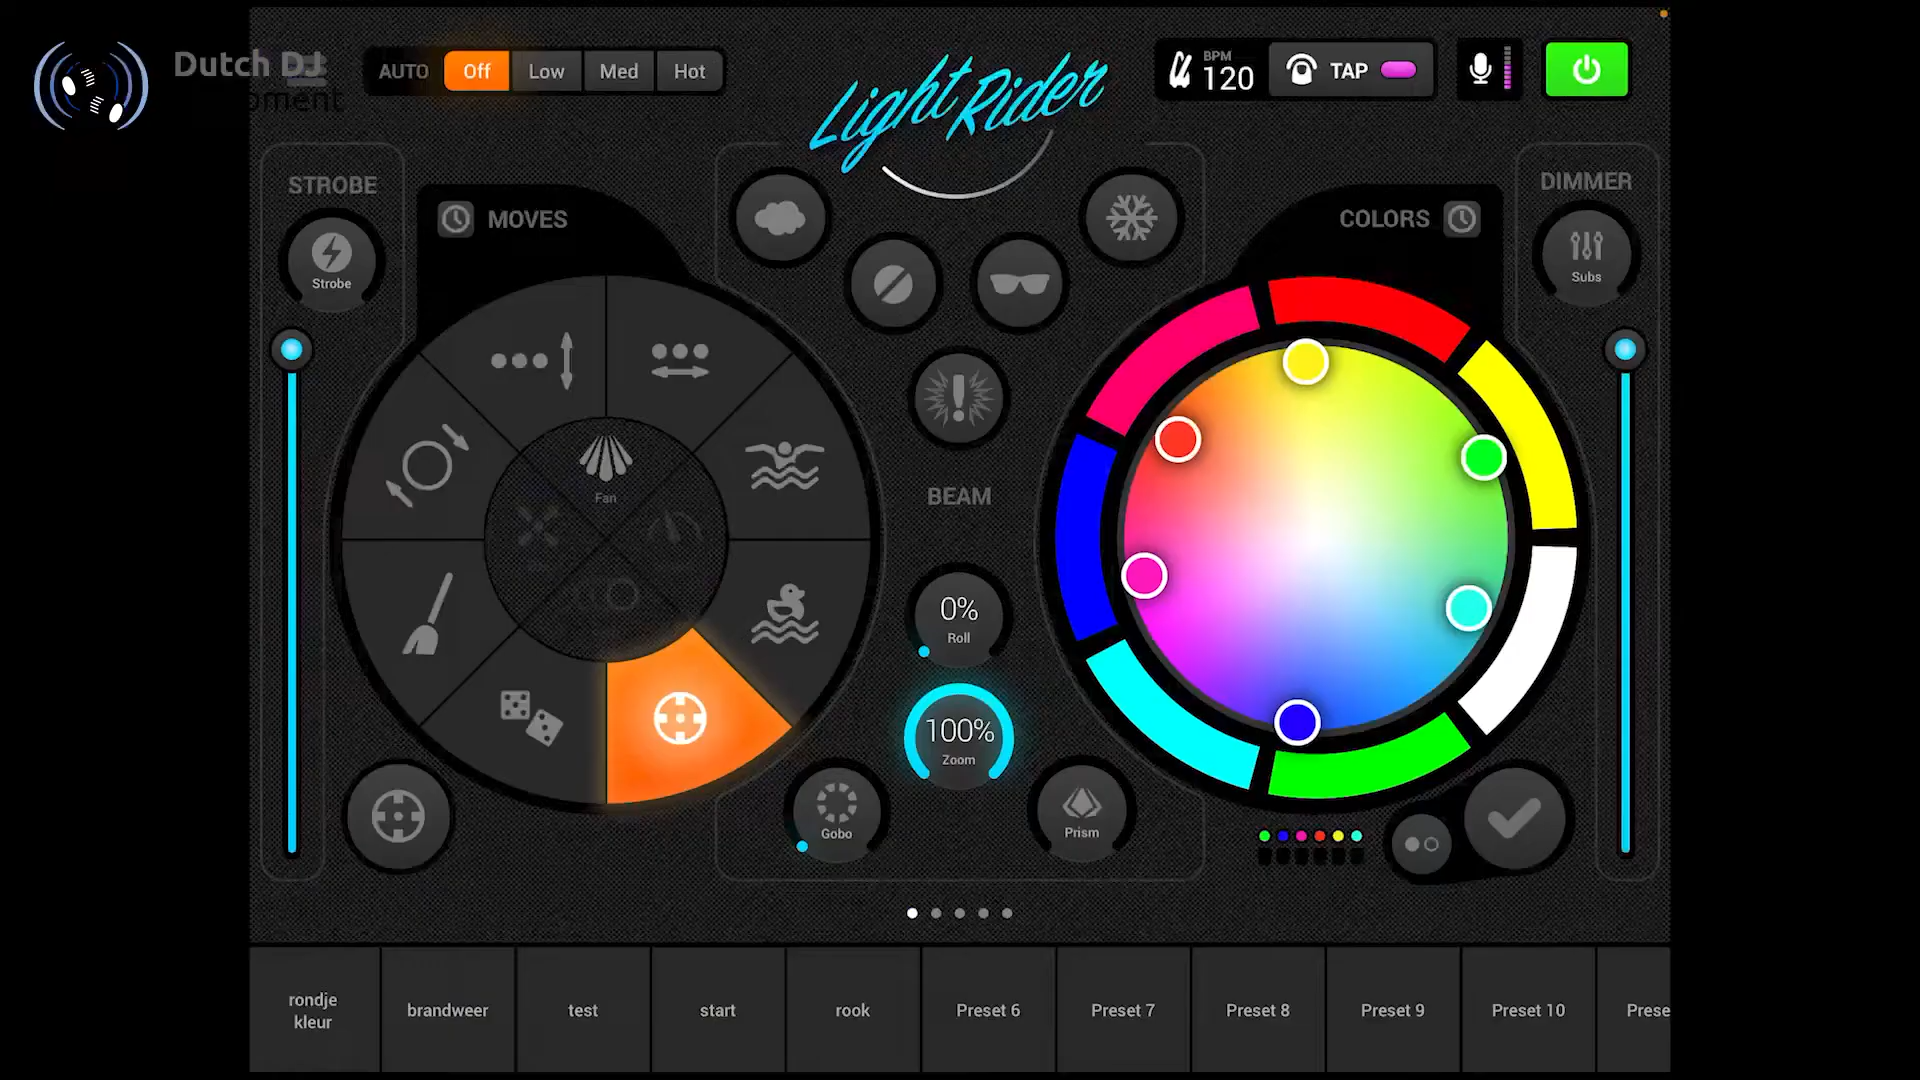 Dutch DJ
AUTO Off Low Med Hot
Light Rider
BPM
120
TAP
STROBE
Strobe
MOVES
COLORS
DIMMER
Subs
Fan
BEAM
0%
Roll
100%
Zoom
Gobo
Prism
rondje
kleur
brandweer
test
start
rook
Preset 6
Preset 7
Preset 8
Preset 9
Preset 10
Prese